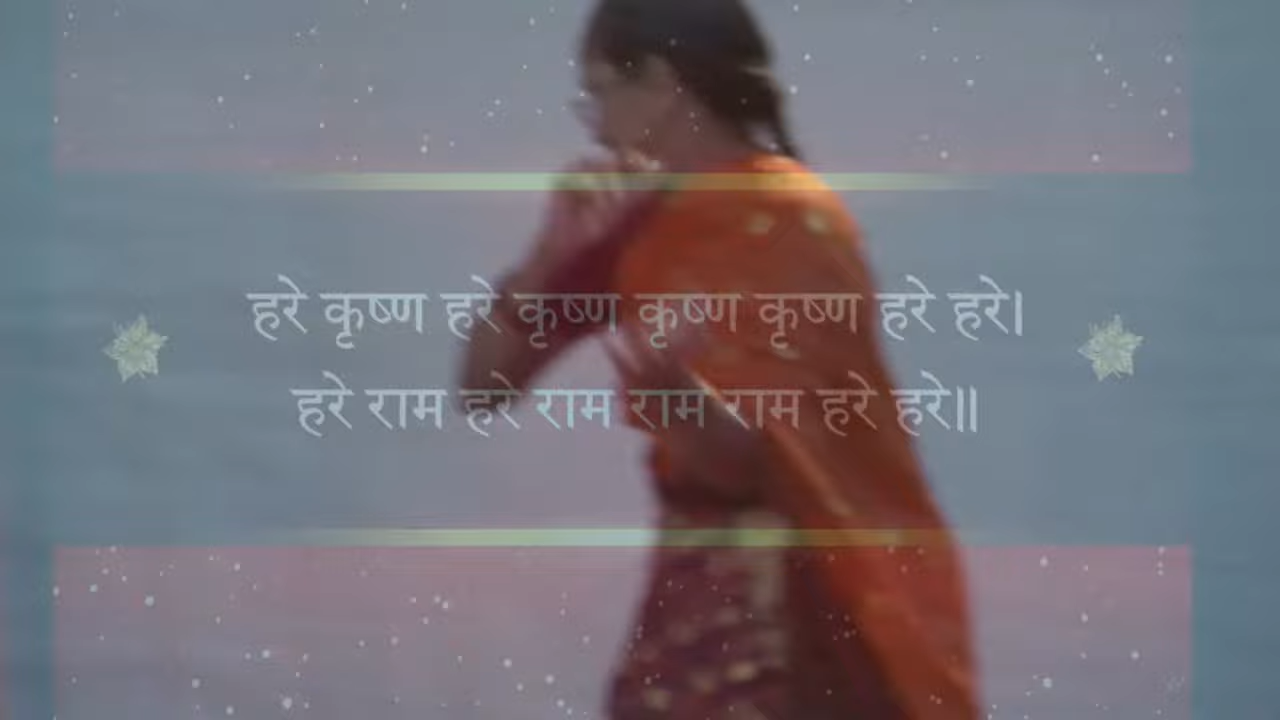 हरे कृष्ण हरे कृष्ण कृष्ण कृष्ण हरे हरे।
हरे राम हरे राम राम राम हरे हरे॥